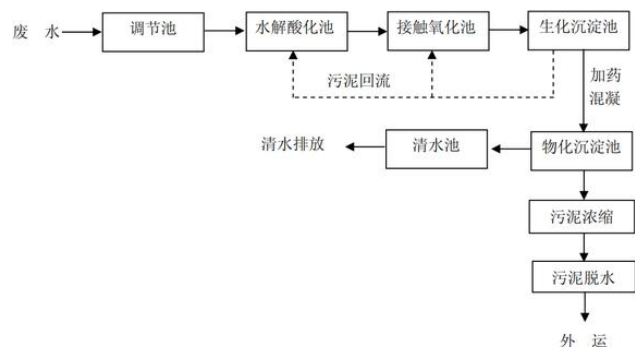 废 水
调节池
水解酸化池
接触氧化池
生化沉淀池
污泥回流
加药
混凝
清水排放
清水池
物化沉淀池
污泥浓缩
污泥脱水
外 运